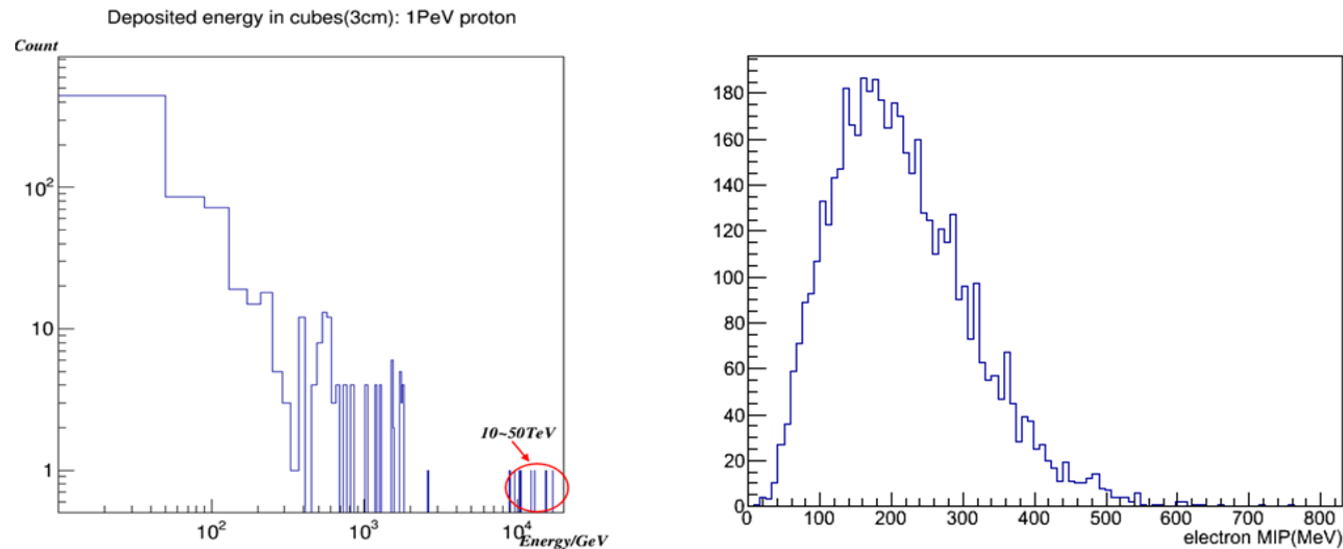 Deposited energy in cubes(3cm): 1PeV proton
Count
10²
10
1
10~50TeV
10² 10³ 10⁴
Energy/GeV
180
160
140
120
100
80
60
40
20
0
0 100 200 300 400 500 600 700 800
electron MIP(MeV)